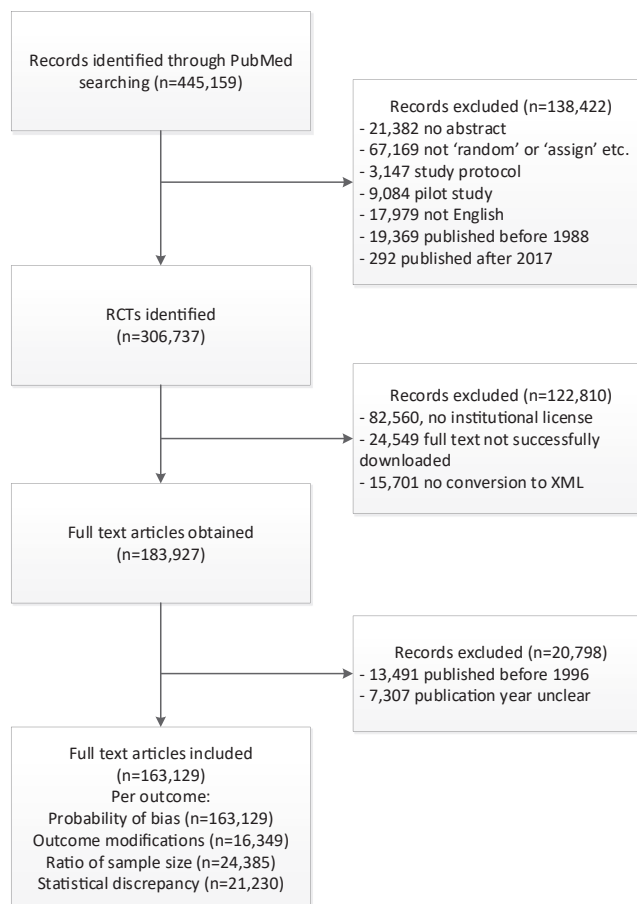 Records identified through PubMed
searching (n=445,159)
Records excluded (n=138,422)
- 21,382 no abstract
- 67,169 not ‘random’ or ‘assign’ etc.
- 3,147 study protocol
- 9,084 pilot study
- 17,979 not English
- 19,369 published before 1988
- 292 published after 2017
RCTs identified
(n=306,737)
Records excluded (n=122,810)
- 82,560, no institutional license
- 24,549 full text not successfully
downloaded
- 15,701 no conversion to XML
Full text articles obtained
(n=183,927)
Records excluded (n=20,798)
- 13,491 published before 1996
- 7,307 publication year unclear
Full text articles included
(n=163,129)
Per outcome:
Probability of bias (n=163,129)
Outcome modifications (n=16,349)
Ratio of sample size (n=24,385)
Statistical discrepancy (n=21,230)